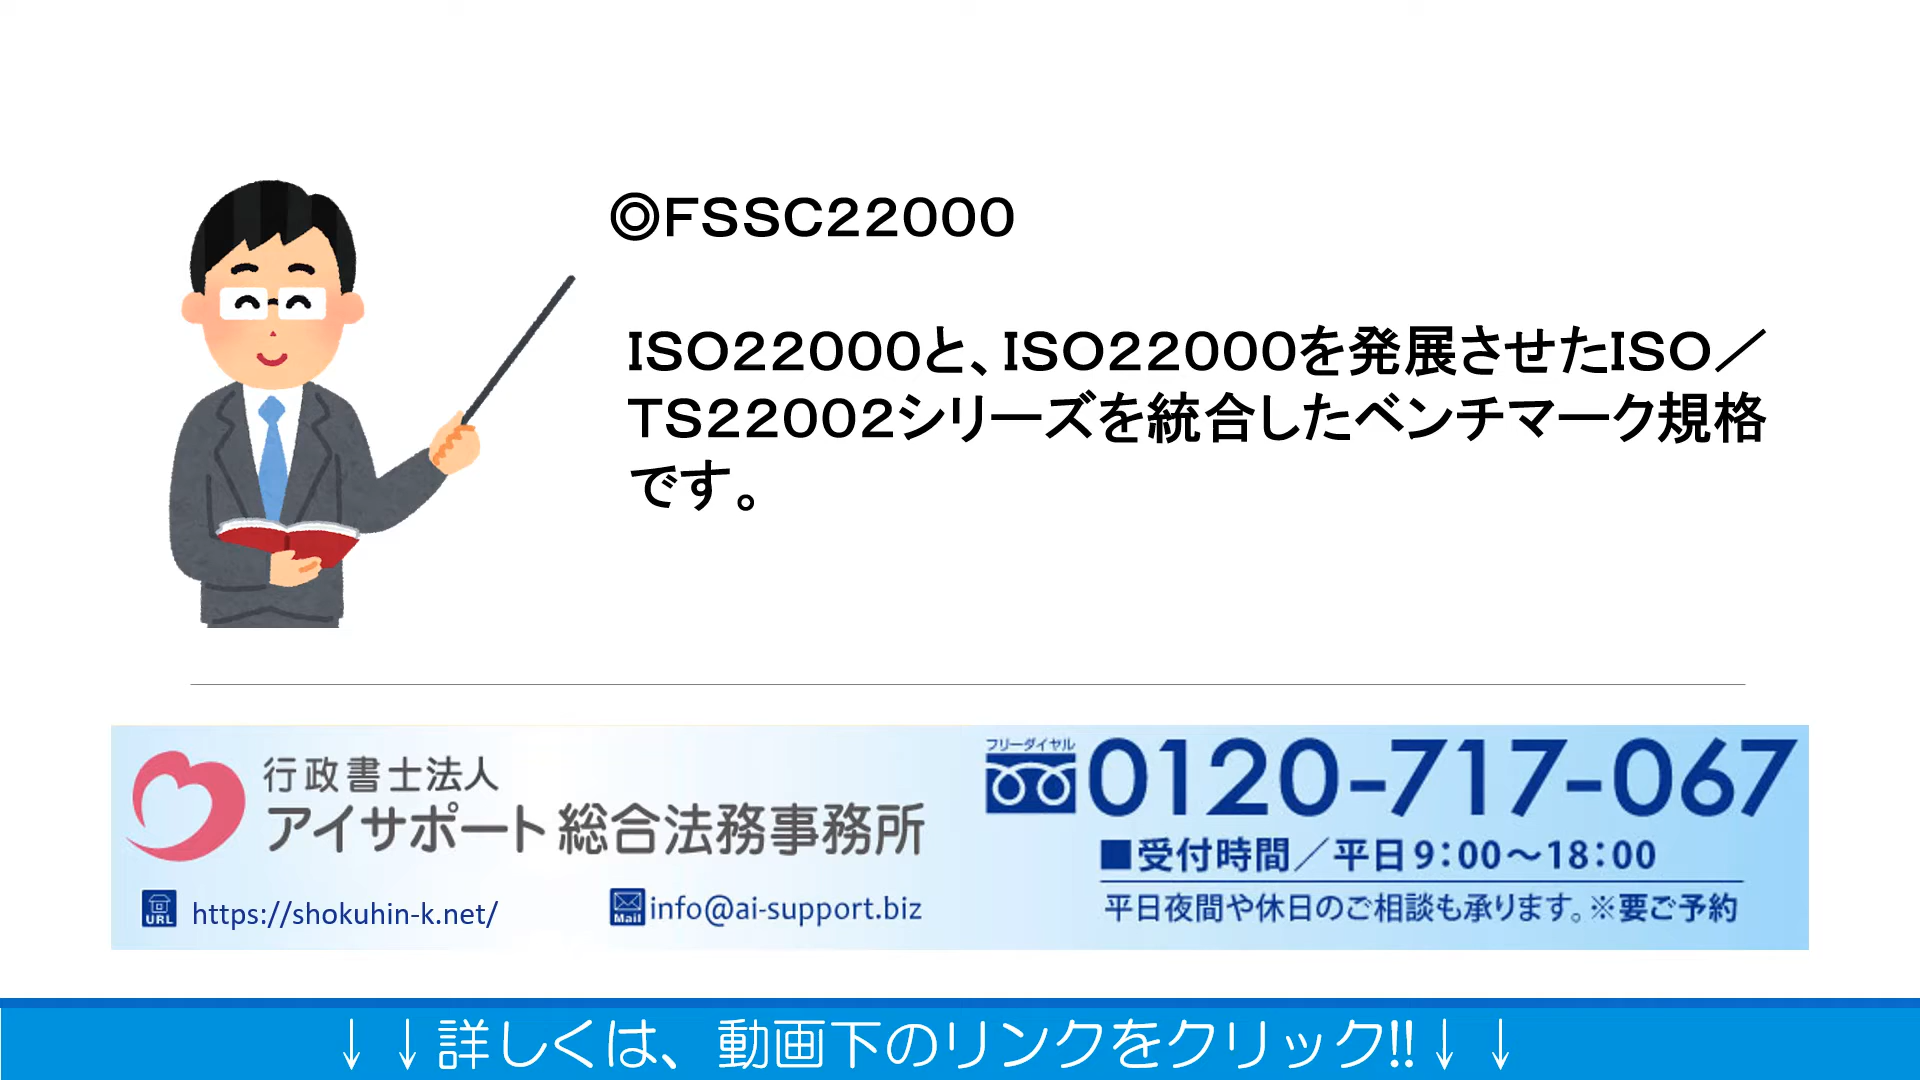 ◎ＦＳＳＣ２２０００
ＩＳＯ２２０００と、ＩＳＯ２２０００を発展させたＩＳＯ／
ＴＳ２２００２シリーズを統合したベンチマーク規格
です。
行政書士法人
アイサポート総合法務事務所
URL https://shokuhin-k.net/
Mail info@ai-support.biz
フリーダイヤル
0120-717-067
■受付時間／平日9：00～18：00
平日夜間や休日のご相談も承ります。※要ご予約
↓↓詳しくは、動画下のリンクをクリック!!↓↓